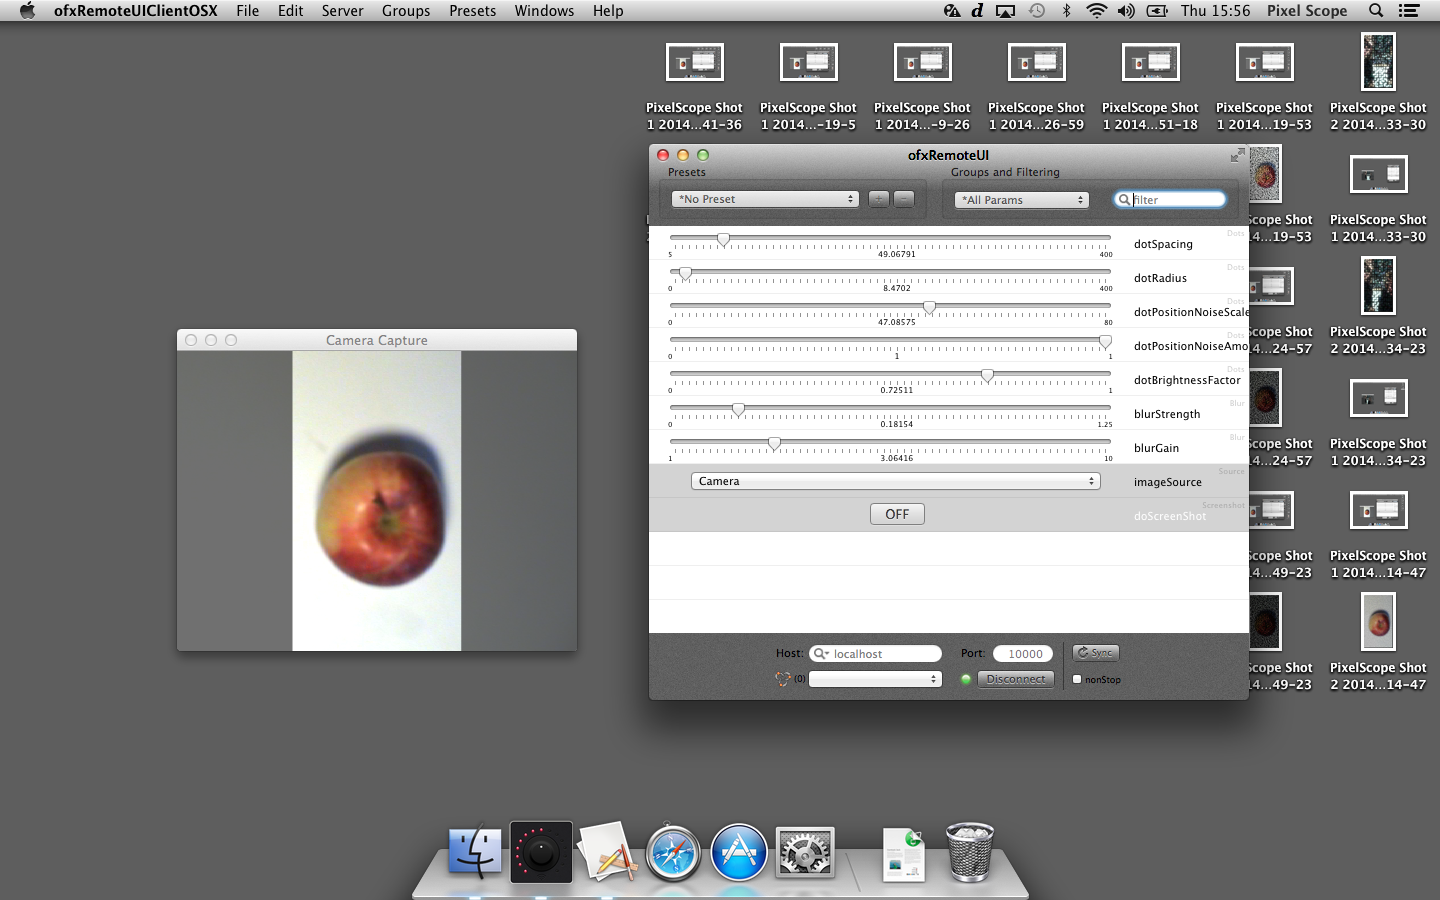 ofxRemoteUIClientOSX File Edit Server Groups Presets Windows Help
Thu 15:56 Pixel Scope
PixelScope Shot
1 2014...41-36
PixelScope Shot
1 2014...-19-5
PixelScope Shot
1 2014...-9-26
PixelScope Shot
1 2014...26-59
PixelScope Shot
1 2014...51-18
PixelScope Shot
1 2014...19-53
PixelScope Shot
2 2014...33-30
ofxRemoteUI
Presets
Groups and Filtering
*No Preset
*All Params
filter
Dots
dotSpacing
5 49.06791 400
Dots
dotRadius
0 8.4702 400
Dots
dotPositionNoiseScale
0 47.08575 80
Dots
dotPositionNoiseAmo
0 1 1
Dots
dotBrightnessFactor
0 0.72511 1
Blur
blurStrength
0 0.18154 1.25
Blur
blurGain
1 3.06416 10
Source
Camera
imageSource
Screenshot
OFF
doScreenShot
Host: localhost
Port: 10000
Sync
(0)
Disconnect
nonStop
Camera Capture
cope Shot
14...19-53
PixelScope Shot
1 2014...33-30
cope Shot
14...24-57
PixelScope Shot
2 2014...34-23
cope Shot
14...24-57
PixelScope Shot
1 2014...34-23
cope Shot
14...49-23
PixelScope Shot
1 2014...14-47
cope Shot
14...49-23
PixelScope Shot
2 2014...14-47